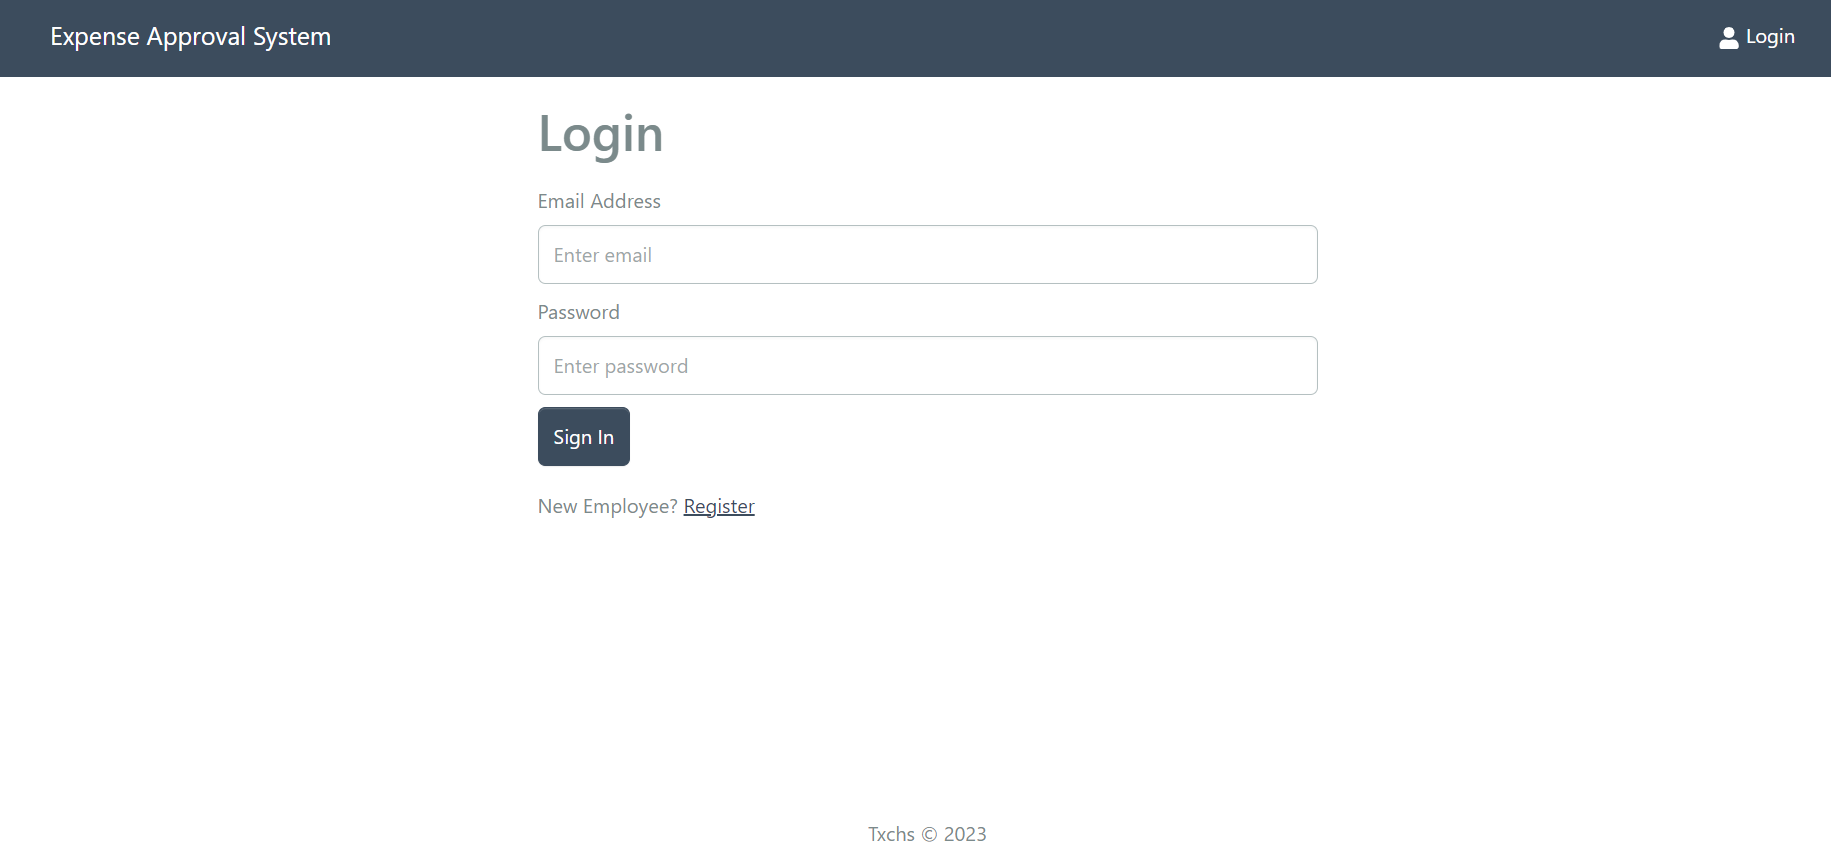 Expense Approval System
Login
Login
Email Address
Enter email
Password
Enter password
Sign In
New Employee? Register
Txchs © 2023